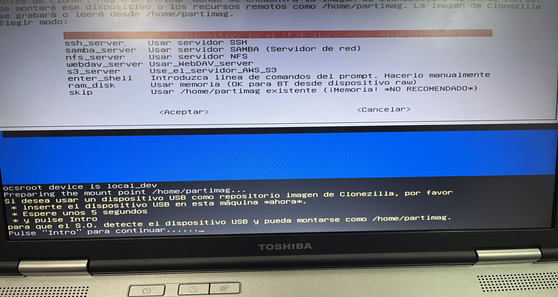 se montará ese dispositivo o los recursos remotos como /home/partimag. La imagen de Clonezilla
se grabará o leerá desde /home/partimag.
Elegir modo:
ssh_server Usar servidor SSH
samba_server Usar servidor SAMBA (Servidor de red)
nfs_server Usar servidor NFS
webdav_server Usar_WebDAV_server
s3_server Use_el_servidor_AWS_S3
enter_shell Introduzca línea de comandos del prompt. Hacerlo manualmente
ram_disk Usar memoria (OK para BT desde dispositivo raw)
skip Usar /home/partimag existente (¡Memoria! *NO RECOMENDADO*)
<Aceptar> <Cancelar>
ocsroot device is local_dev
Preparing the mount point /home/partimag...
Si desea usar un dispositivo USB como repositorio imagen de Clonezilla, por favor
* inserte el dispositivo USB en esta máquina *ahora*.
* Espere unos 5 segundos
* y pulse Intro
para que el S.O. detecte el dispositivo USB y pueda montarse como /home/partimag.
Pulse "Intro" para continuar......_
TOSHIBA